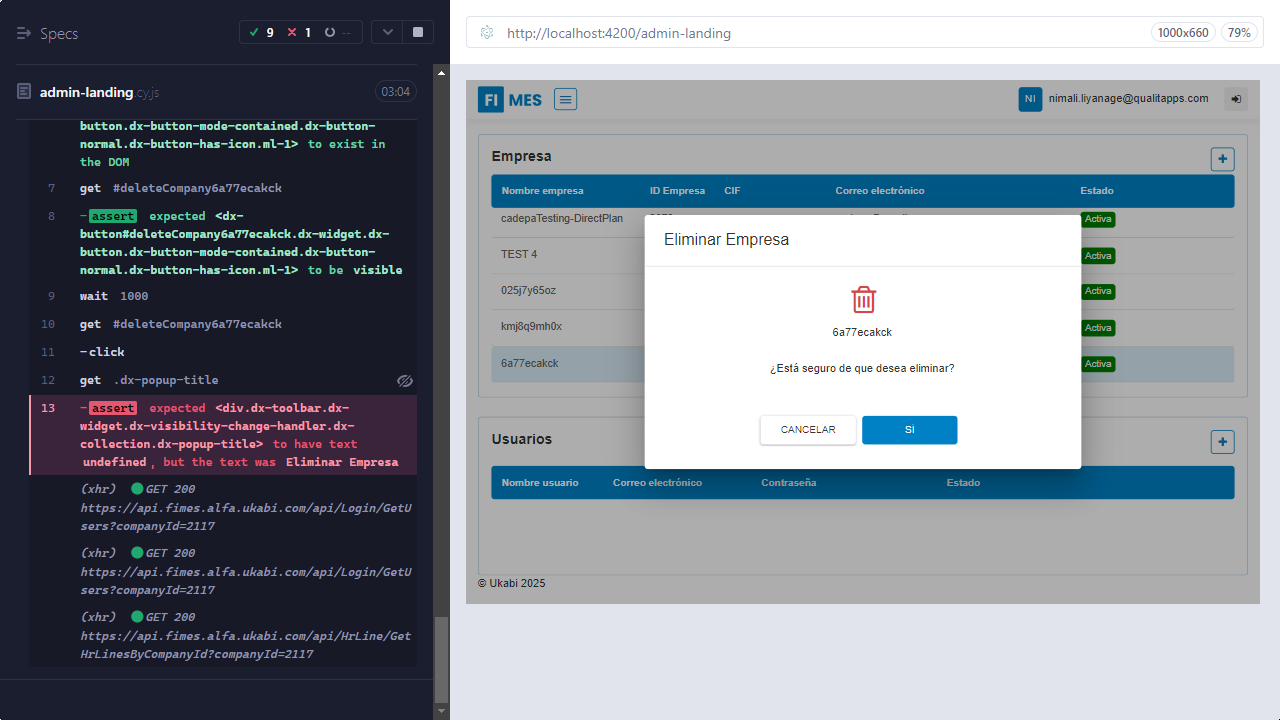 Specs
9
1
--
http://localhost:4200/admin-landing
1000x660
79%
admin-landing.cy.js
03:04
button.dx-button-mode-contained.dx-button-
normal.dx-button-has-icon.ml-1> to exist in
the DOM
7 get #deleteCompany6a77ecakck
8 -assert expected <dx-
button#deleteCompany6a77ecakck.dx-widget.dx-
button.dx-button-mode-contained.dx-button-
normal.dx-button-has-icon.ml-1> to be visible
9 wait 1000
10 get #deleteCompany6a77ecakck
11 -click
12 get .dx-popup-title
13 -assert expected <div.dx-toolbar.dx-
widget.dx-visibility-change-handler.dx-
collection.dx-popup-title> to have text
undefined, but the text was Eliminar Empresa
(xhr) GET 200
https://api.fimes.alfa.ukabi.com/api/Login/GetU
sers?companyId=2117
(xhr) GET 200
https://api.fimes.alfa.ukabi.com/api/Login/GetU
sers?companyId=2117
(xhr) GET 200
https://api.fimes.alfa.ukabi.com/api/HrLine/Get
HrLinesByCompanyId?companyId=2117
FI MES
NI nimali.liyanage@qualitapps.com
Empresa
Nombre empresa ID Empresa CIF Correo electrónico Estado
cadepaTesting-DirectPlan Activa
TEST 4 Activa
025j7y65oz Activa
kmj8q9mh0x Activa
6a77ecakck Activa
Eliminar Empresa
6a77ecakck
¿Está seguro de que desea eliminar?
CANCELAR
SÍ
Usuarios
Nombre usuario Correo electrónico Contraseña Estado
© Ukabi 2025